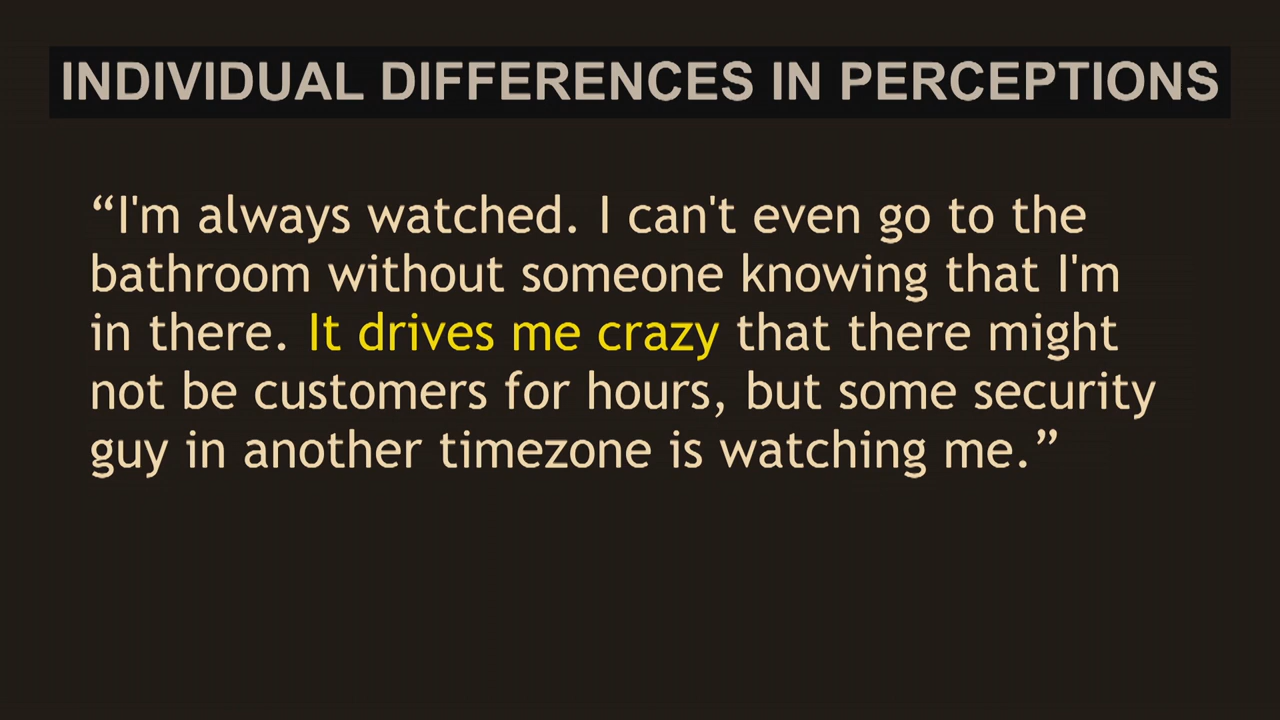 INDIVIDUAL DIFFERENCES IN PERCEPTIONS
“I'm always watched. I can't even go to the
bathroom without someone knowing that I'm
in there. It drives me crazy that there might
not be customers for hours, but some security
guy in another timezone is watching me.”